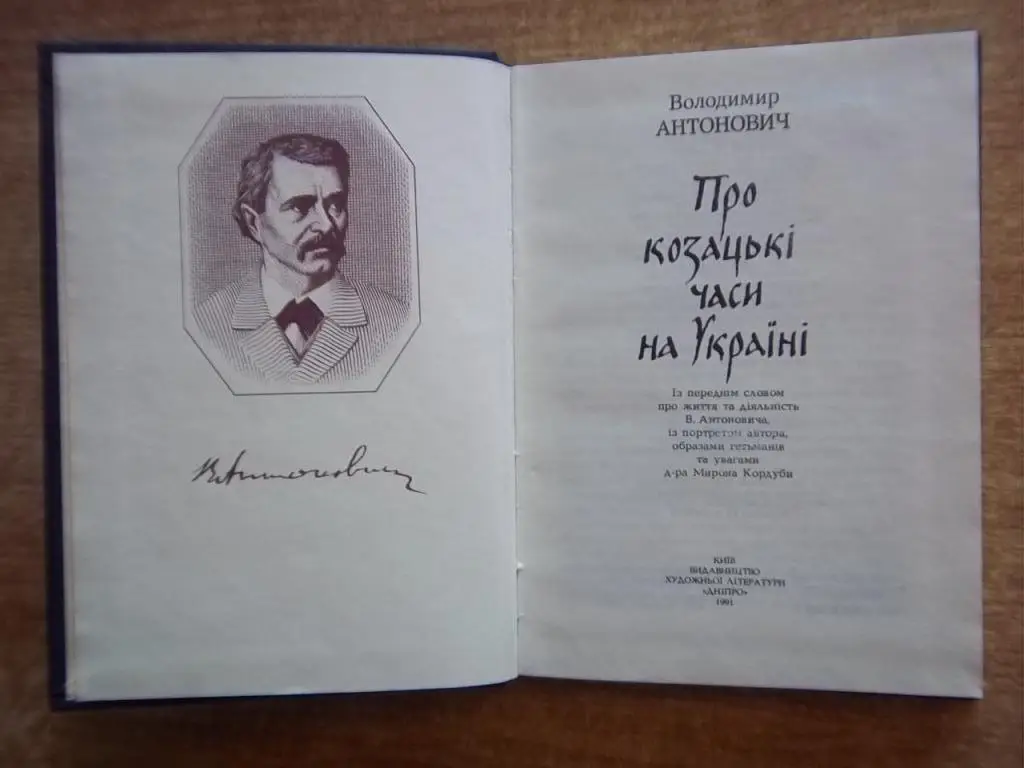 В. Антонович
Володимир
АНТОНОВИЧ
Про
козацькі
часи
на Україні
Із переднім словом
про життя та діяльність
В. Антоновича,
із портретом автора,
образами гетьманів
та увагами
д-ра Мирона Кордуби
КИЇВ
ВИДАВНИЦТВО
ХУДОЖНЬОЇ ЛІТЕРАТУРИ
«ДНІПРО»
1991